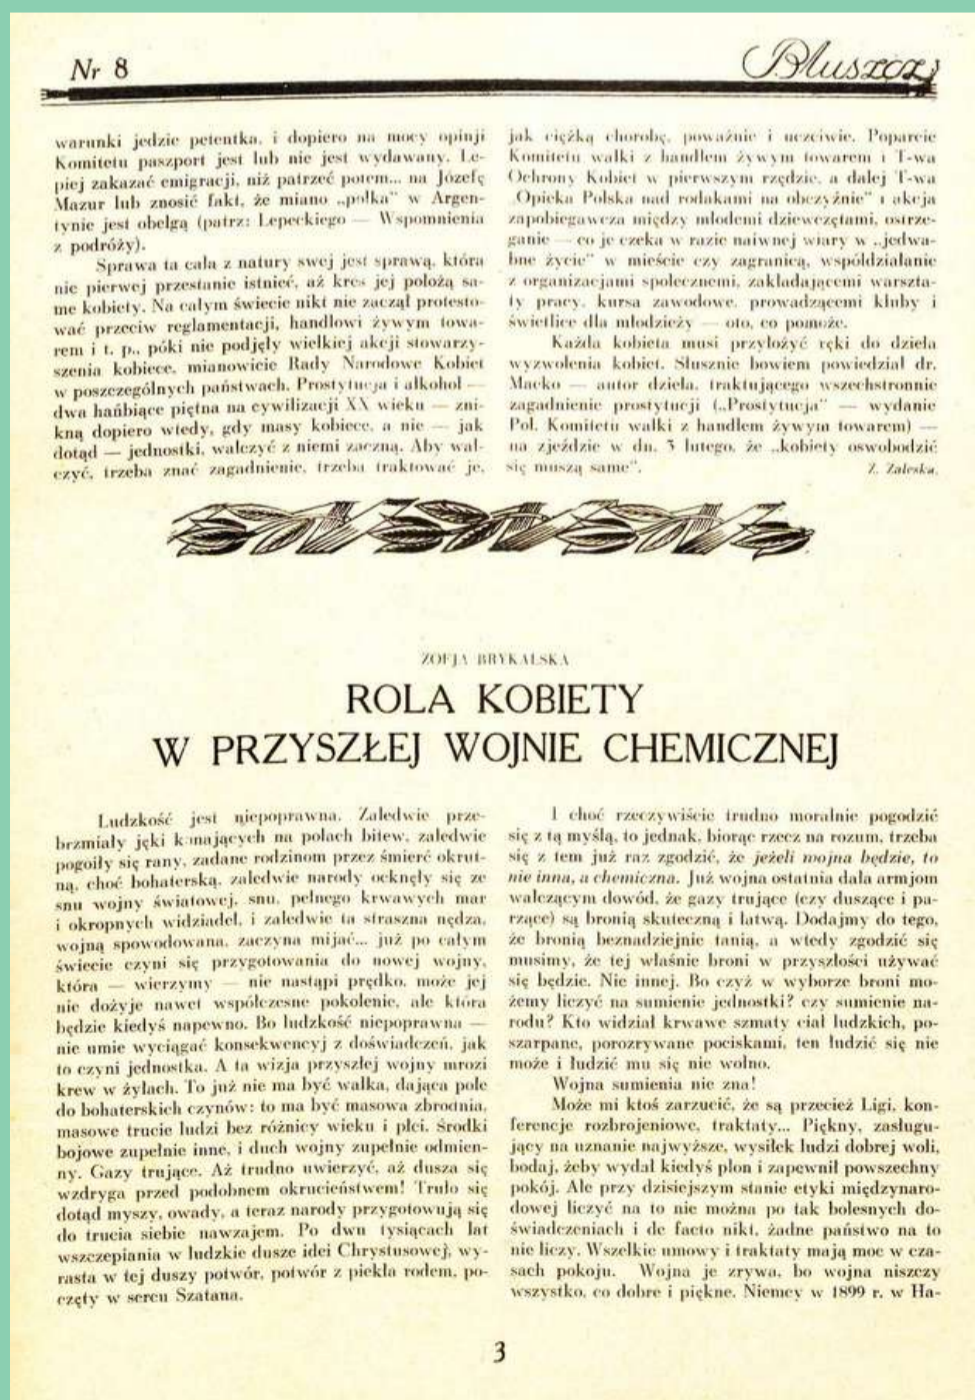 Nr 8
Bluszcz
warunki jedzie petentka, i dopiero na mocy opinji
Komitetu paszport jest lub nie jest wydawany. Le-
piej zakazać emigracji, niż patrzeć potem... na Józefę
Mazur lub znosić fakt, że miano „polka" w Argen-
tynie jest obelgą (patrz: Lepeckiego — Wspomnienia
z podróży).
Sprawa ta cała z natury swej jest sprawą, która
nie pierwej przestanie istnieć, aż kres jej położą sa-
me kobiety. Na całym świecie nikt nie zaczął protesto-
wać przeciw reglamentacji, handlowi żywym towa-
rem i t. p., póki nie podjęły wielkiej akcji stowarzy-
szenia kobiece, mianowicie Rady Narodowe Kobiet
w poszczególnych państwach. Prostytucja i alkohol —
dwa hańbiące piętna na cywilizacji XX wieku — zni-
kną dopiero wtedy, gdy masy kobiece, a nie — jak
dotąd — jednostki, walczyć z niemi zaczną. Aby wal-
czyć, trzeba znać zagadnienie, trzeba traktować je,
jak ciężką chorobę, poważnie i uczciwie. Poparcie
Komitetu walki z handlem żywym towarem i T-wa
Ochrony Kobiet w pierwszym rzędzie, a dalej T-wa
„Opieka Polska nad rodakami na obczyźnie" i akcja
zapobiegawcza między młodemi dziewczętami, ostrze-
ganie — co je czeka w razie naiwnej wiary w „jedwa-
bne życie" w mieście czy zagranicą, współdziałanie
z organizacjami społecznemi, zakładającemi warszta-
ty pracy, kursa zawodowe, prowadzącemi kluby i
świetlice dla młodzieży — oto, co pomoże.
Każda kobieta musi przyłożyć ręki do dzieła
wyzwolenia kobiet. Słusznie bowiem powiedział dr.
Macko — autor dzieła, traktującego wszechstronnie
zagadnienie prostytucji („Prostytucja" — wydanie
Pol. Komitetu walki z handlem żywym towarem) —
na zjeździe w dn. 3 lutego, że „kobiety oswobodzić
się muszą same".
Z. Zaleska.
ZOFJA BRYKALSKA
ROLA KOBIETY
W PRZYSZŁEJ WOJNIE CHEMICZNEJ
Ludzkość jest niepoprawna. Zaledwie prze-
brzmiały jęki konających na polach bitew, zaledwie
pogoiły się rany, zadane rodzinom przez śmierć okrut-
ną, choć bohaterską, zaledwie narody ocknęły się ze
snu wojny światowej, snu, pełnego krwawych mar
i okropnych widziadeł, i zaledwie ta straszna nędza,
wojną spowodowana, zaczyna mijać... już po całym
świecie czyni się przygotowania do nowej wojny,
która — wierzymy — nie nastąpi prędko, może jej
nie dożyje nawet współczesne pokolenie, ale która
będzie kiedyś napewno. Bo ludzkość niepoprawna —
nie umie wyciągać konsekwencyj z doświadczeń, jak
to czyni jednostka. A ta wizja przyszłej wojny mrozi
krew w żyłach. To już nie ma być walka, dająca pole
do bohaterskich czynów: to ma być masowa zbrodnia,
masowe trucie ludzi bez różnicy wieku i płci. Środki
bojowe zupełnie inne, i duch wojny zupełnie odmien-
ny. Gazy trujące. Aż trudno uwierzyć, aż dusza się
wzdryga przed podobnem okrucieństwem! Truło się
dotąd myszy, owady, a teraz narody przygotowują się
do trucia siebie nawzajem. Po dwu tysiącach lat
wszczepiania w ludzkie dusze idei Chrystusowej, wy-
rasta w tej duszy potwór, potwór z piekła rodem, po-
częty w sercu Szatana.
I choć rzeczywiście trudno moralnie pogodzić
się z tą myślą, to jednak, biorąc rzecz na rozum, trzeba
się z tem już raz zgodzić, że jeżeli wojna będzie, to
nie inna, a chemiczna. Już wojna ostatnia dała armjom
walczącym dowód, że gazy trujące (czy duszące i pa-
rzące) są bronią skuteczną i łatwą. Dodajmy do tego,
że bronią beznadziejnie tanią, a wtedy zgodzić się
musimy, że tej właśnie broni w przyszłości używać
się będzie. Nie innej. Bo czyż w wyborze broni mo-
żemy liczyć na sumienie jednostki? czy sumienie na-
rodu? Kto widział krwawe szmaty ciał ludzkich, po-
szarpane, porozrywane pociskami, ten łudzić się nie
może i łudzić mu się nie wolno.
Wojna sumienia nie zna!
Może mi ktoś zarzucić, że są przecież Ligi, kon-
ferencje rozbrojeniowe, traktaty... Piękny, zasługu-
jący na uznanie najwyższe, wysiłek ludzi dobrej woli,
bodaj, żeby wydał kiedyś plon i zapewnił powszechny
pokój. Ale przy dzisiejszym stanie etyki międzynaro-
dowej liczyć na to nie można po tak bolesnych do-
świadczeniach i de facto nikt, żadne państwo na to
nie liczy. Wszelkie umowy i traktaty mają moc w cza-
sach pokoju. Wojna je zrywa, bo wojna niszczy
wszystko, co dobre i piękne. Niemcy w 1899 r. w Ha-
3